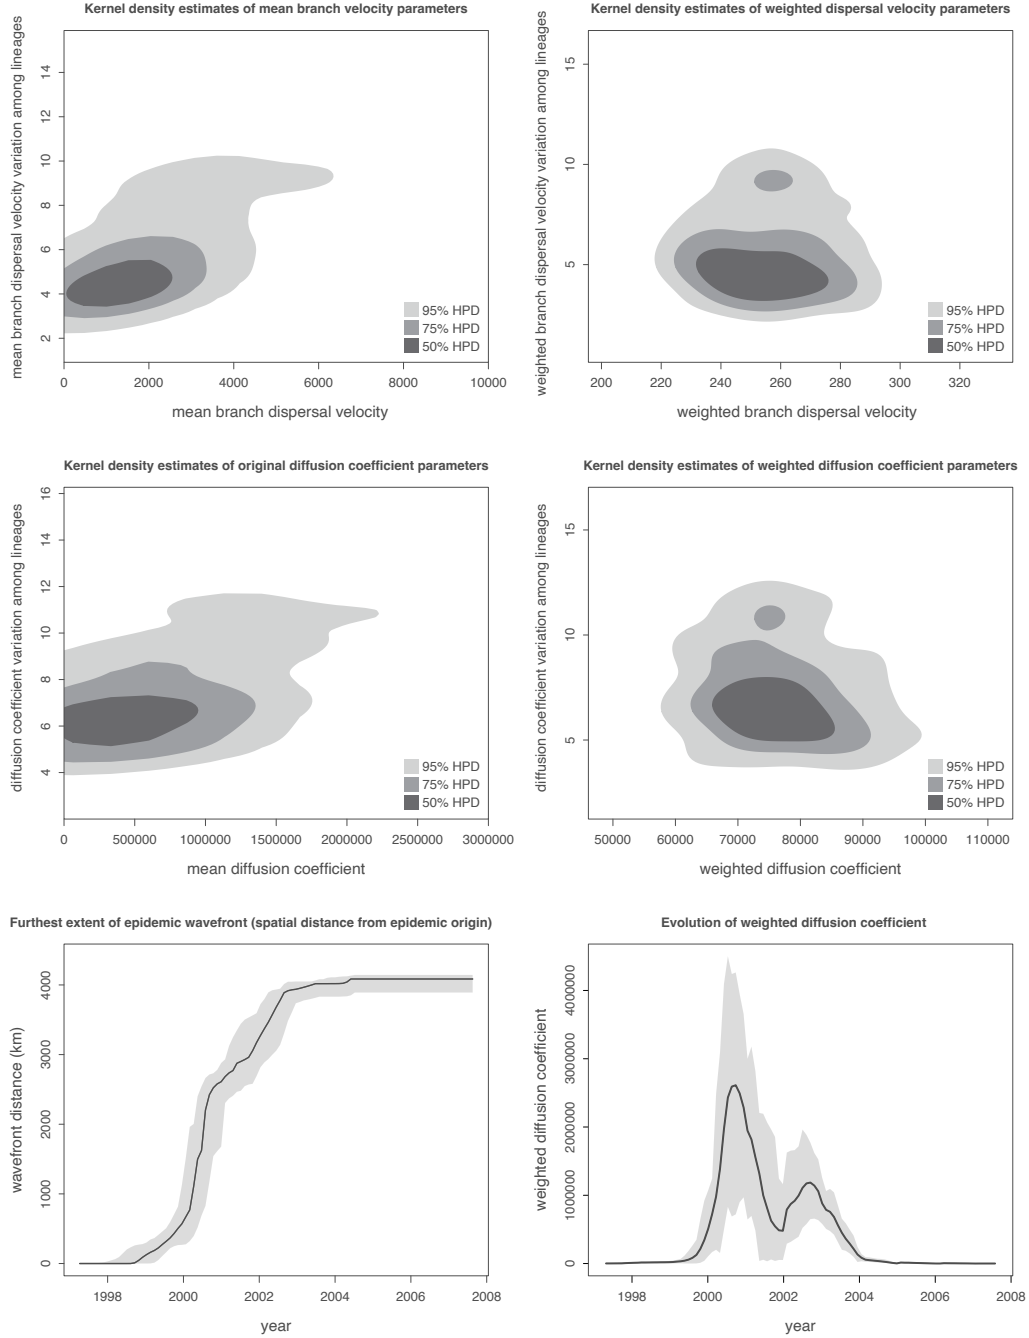 Kernel density estimates of mean branch velocity parameters
mean branch dispersal velocity variation among lineages
14
12
10
8
6
4
2
95% HPD
75% HPD
50% HPD
0 2000 4000 6000 8000 10000
mean branch dispersal velocity
Kernel density estimates of weighted dispersal velocity parameters
weighted branch dispersal velocity variation among lineages
15
10
5
95% HPD
75% HPD
50% HPD
200 220 240 260 280 300 320
weighted branch dispersal velocity
Kernel density estimates of original diffusion coefficient parameters
diffusion coefficient variation among lineages
16
14
12
10
8
6
4
95% HPD
75% HPD
50% HPD
0 500000 1000000 1500000 2000000 2500000 3000000
mean diffusion coefficient
Kernel density estimates of weighted diffusion coefficient parameters
diffusion coefficient variation among lineages
15
10
5
95% HPD
75% HPD
50% HPD
50000 60000 70000 80000 90000 100000 110000
weighted diffusion coefficient
Furthest extent of epidemic wavefront (spatial distance from epidemic origin)
wavefront distance (km)
4000
3000
2000
1000
0
1998 2000 2002 2004 2006 2008
year
Evolution of weighted diffusion coefficient
weighted diffusion coefficient
4000000
3000000
2000000
1000000
0
1998 2000 2002 2004 2006 2008
year